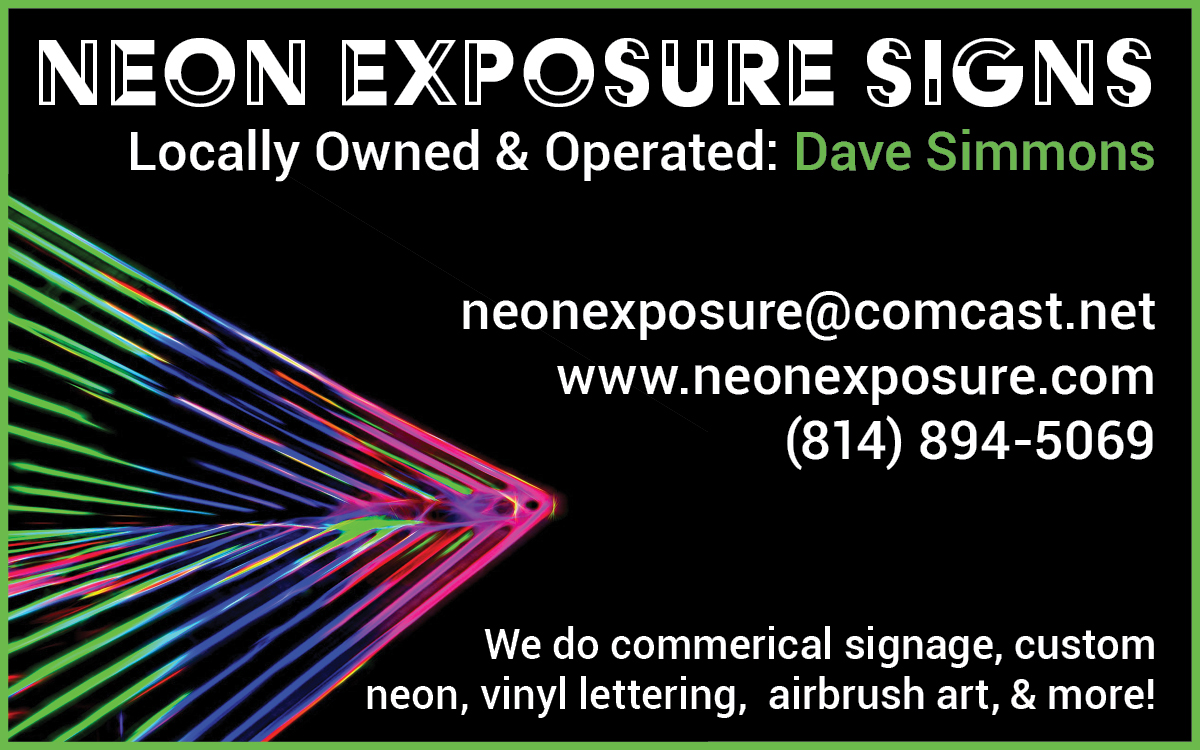 NEON EXPOSURE SIGNS
Locally Owned & Operated: Dave Simmons
neonexposure@comcast.net
www.neonexposure.com
(814) 894-5069
We do commerical signage, custom
neon, vinyl lettering,  airbrush art, & more!